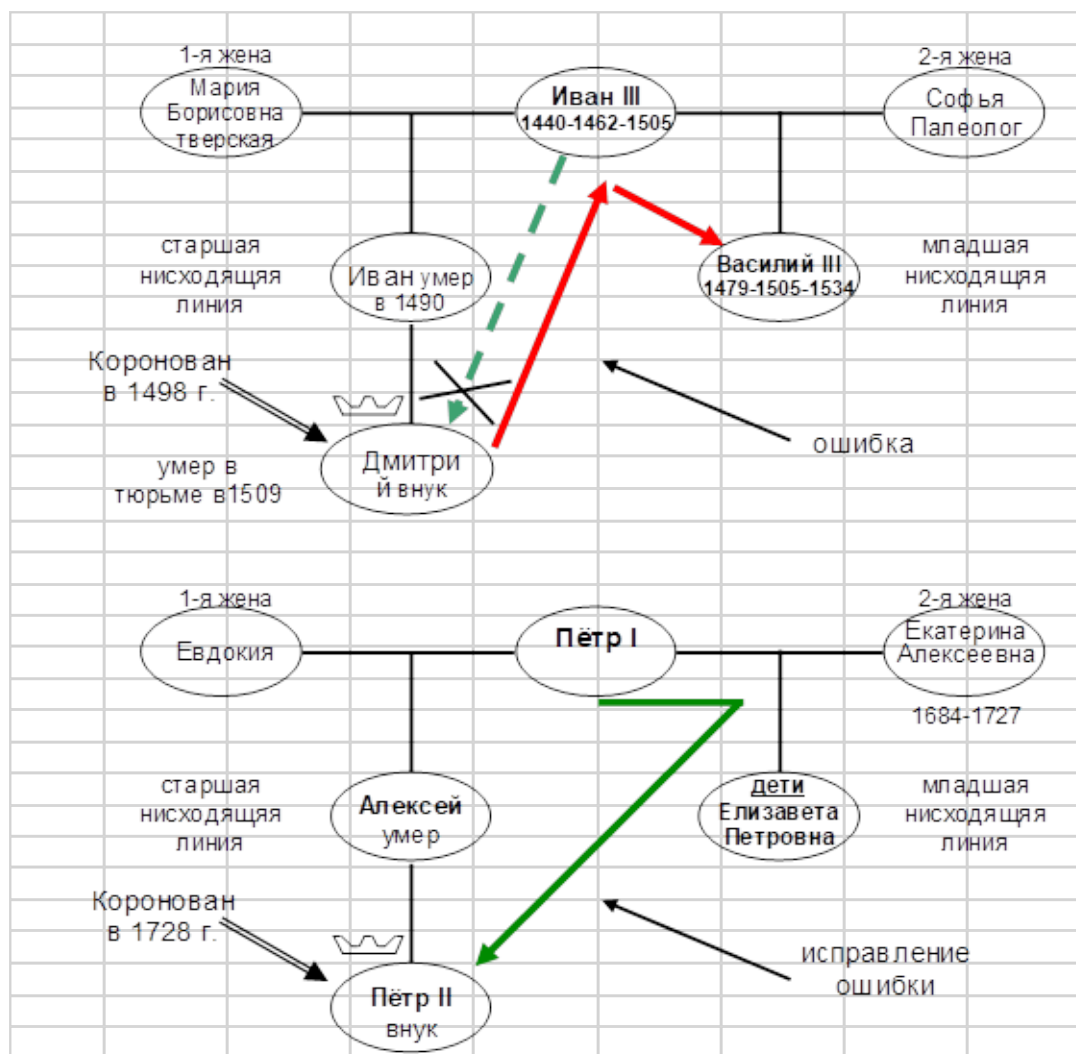 1-я жена
2-я жена
Мария
Борисовна
тверская
Иван III
1440-1462-1505
Софья
Палеолог
старшая
нисходящяя
линия
Иван умер
в 1490
Василий III
1479-1505-1534
младшая
нисходящяя
линия
Коронован
в 1498 г.
ошибка
Дмитри
й внук
умер в
тюрьме в1509
1-я жена
2-я жена
Евдокия
Пётр I
Екатерина
Алексеевна
1684-1727
старшая
нисходящяя
линия
Алексей
умер
дети
Елизавета
Петровна
младшая
нисходящяя
линия
Коронован
в 1728 г.
исправление
ошибки
Пётр II
внук